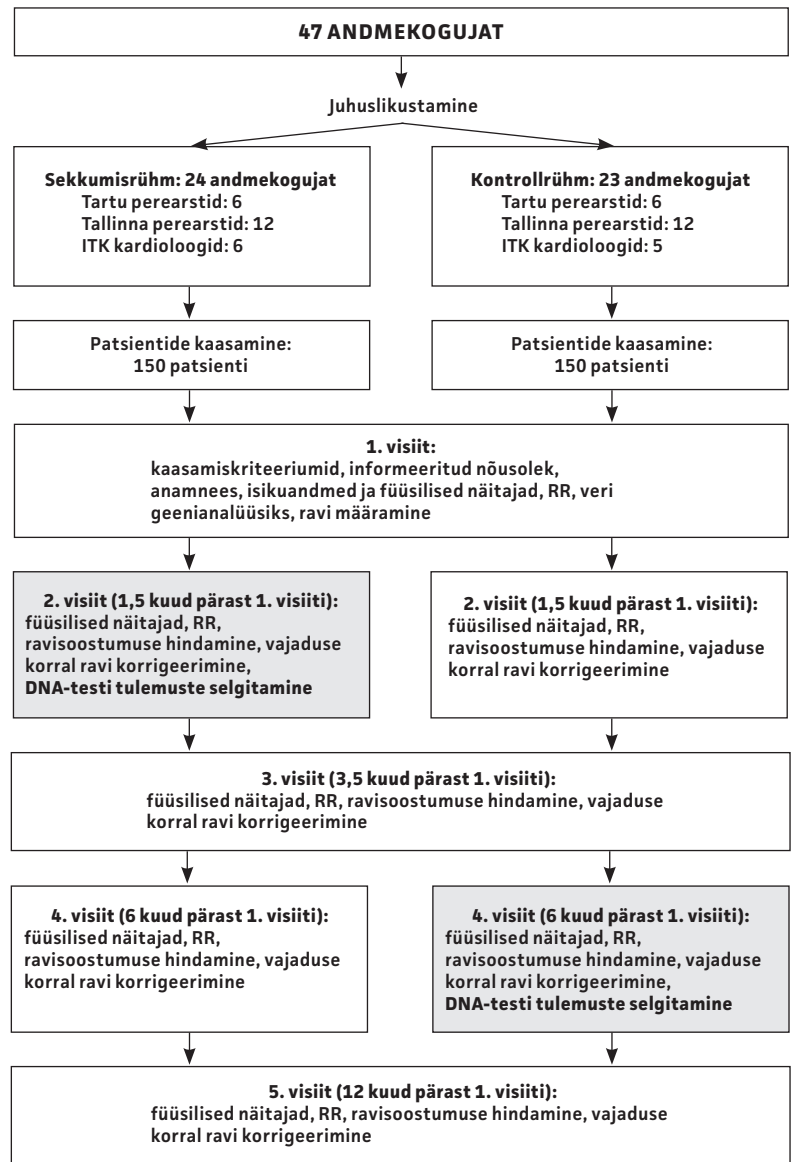 47 ANDMEKOGUJAT
Juhuslikustamine
Sekkumisrühm: 24 andmekogujat
Tartu perearstid: 6
Tallinna perearstid: 12
ITK kardioloogid: 6
Kontrollrühm: 23 andmekogujat
Tartu perearstid: 6
Tallinna perearstid: 12
ITK kardioloogid: 5
Patsientide kaasamine:
150 patsienti
Patsientide kaasamine:
150 patsienti
1. visiit:
kaasamiskriteeriumid, informeeritud nõusolek,
anamnees, isikuandmed ja füüsilised näitajad, RR, veri
geenianalüüsiks, ravi määramine
2. visiit (1,5 kuud pärast 1. visiiti):
füüsilised näitajad, RR,
ravisoostumuse hindamine, vajaduse
korral ravi korrigeerimine,
DNA-testi tulemuste selgitamine
2. visiit (1,5 kuud pärast 1. visiiti):
füüsilised näitajad, RR,
ravisoostumuse hindamine, vajaduse
korral ravi korrigeerimine
3. visiit (3,5 kuud pärast 1. visiiti):
füüsilised näitajad, RR, ravisoostumuse hindamine, vajaduse
korral ravi korrigeerimine
4. visiit (6 kuud pärast 1. visiiti):
füüsilised näitajad, RR,
ravisoostumuse hindamine, vajaduse
korral ravi korrigeerimine
4. visiit (6 kuud pärast 1. visiiti):
füüsilised näitajad, RR,
ravisoostumuse hindamine, vajaduse
korral ravi korrigeerimine,
DNA-testi tulemuste selgitamine
5. visiit (12 kuud pärast 1. visiiti):
füüsilised näitajad, RR, ravisoostumuse hindamine, vajaduse
korral ravi korrigeerimine